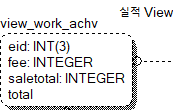 실적 View
view_work_achv
eid: INT(3)
fee: INTEGER
saletotal: INTEGER
total